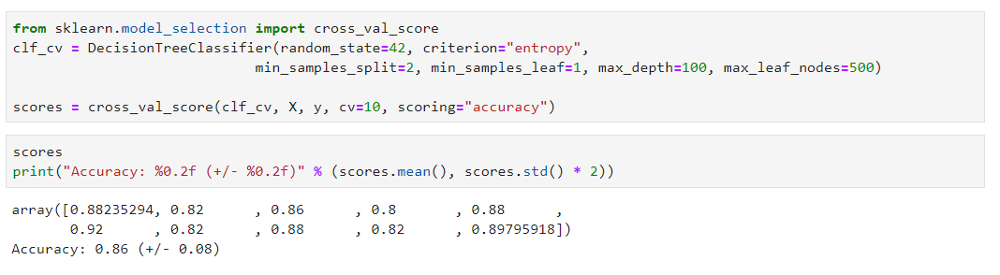 from sklearn.model_selection import cross_val_score
clf_cv = DecisionTreeClassifier(random_state=42, criterion="entropy",
                                min_samples_split=2, min_samples_leaf=1, max_depth=100, max_leaf_nodes=500)
scores = cross_val_score(clf_cv, X, y, cv=10, scoring="accuracy")
scores
print("Accuracy: %0.2f (+/- %0.2f)" % (scores.mean(), scores.std() * 2))
array([0.88235294, 0.82      , 0.86      , 0.8       , 0.88      ,
       0.92      , 0.82      , 0.88      , 0.82      , 0.89795918])
Accuracy: 0.86 (+/- 0.08)